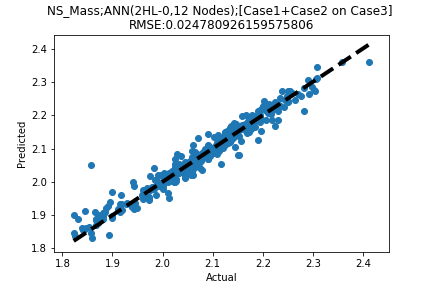 NS_Mass;ANN(2HL-0,12 Nodes);[Case1+Case2 on Case3]
RMSE:0.024780926159575806
2.4
2.3
2.2
2.1
2.0
1.9
1.8
Predicted
1.8 1.9 2.0 2.1 2.2 2.3 2.4
Actual